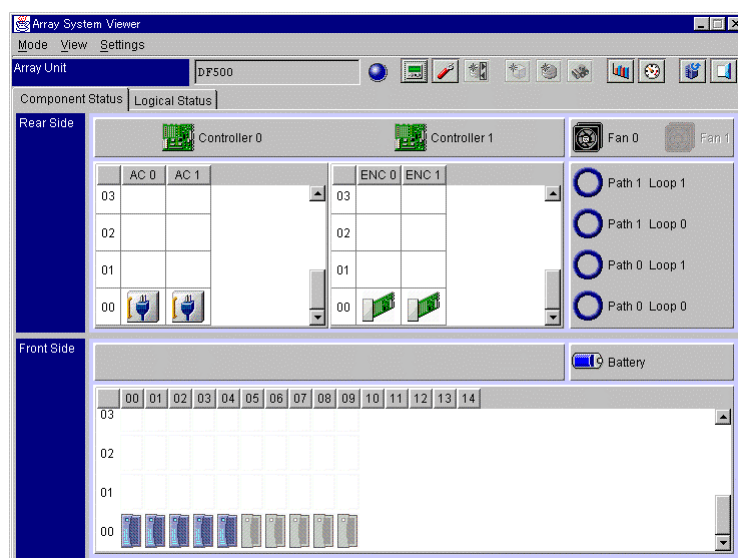 Array System Viewer
Mode View Settings
Array Unit DF500
Component Status Logical Status
Rear Side Controller 0 Controller 1 Fan 0 Fan 1
AC 0 AC 1 ENC 0 ENC 1
03 03 Path 1 Loop 1
02 02 Path 1 Loop 0
01 01 Path 0 Loop 1
00 00 Path 0 Loop 0
Front Side Battery
00 01 02 03 04 05 06 07 08 09 10 11 12 13 14
03
02
01
00